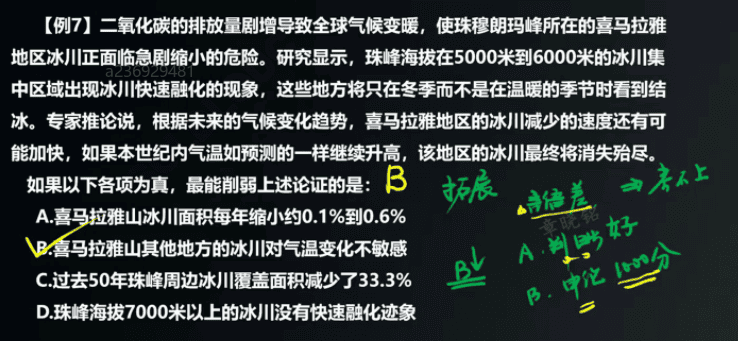 【例7】二氧化碳的排放量剧增导致全球气候变暖，使珠穆朗玛峰所在的喜马拉雅
地区冰川正面临急剧缩小的危险。研究显示，珠峰海拔在5000米到6000米的冰川集
中区域出现冰川快速融化的现象，这些地方将只在冬季而不是在温暖的季节时看到结
冰。专家推论说，根据未来的气候变化趋势，喜马拉雅地区的冰川减少的速度还有可
能加快，如果本世纪内气温如预测的一样继续升高，该地区的冰川最终将消失殆尽。
a236929481
如果以下各项为真，最能削弱上述论证的是： B
A.喜马拉雅山冰川面积每年缩小约0.1%到0.6%
B.喜马拉雅山其他地方的冰川对气温变化不敏感
C.过去50年珠峰周边冰川覆盖面积减少了33.3%
D.珠峰海拔7000米以上的冰川没有快速融化迹象
拓展
学信差 ⇒ 考不上
A.判断好
B↓
B.申论1000分